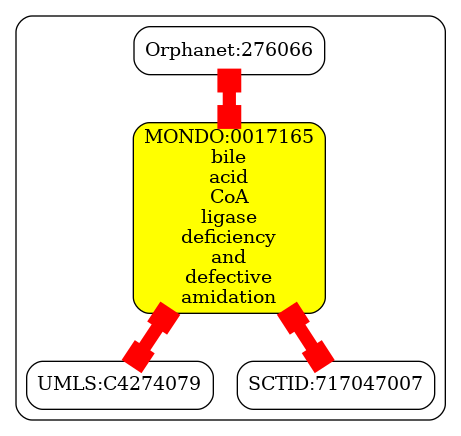 Orphanet:276066
MONDO:0017165
bile
acid
CoA
ligase
deficiency
and
defective
amidation
UMLS:C4274079
SCTID:717047007